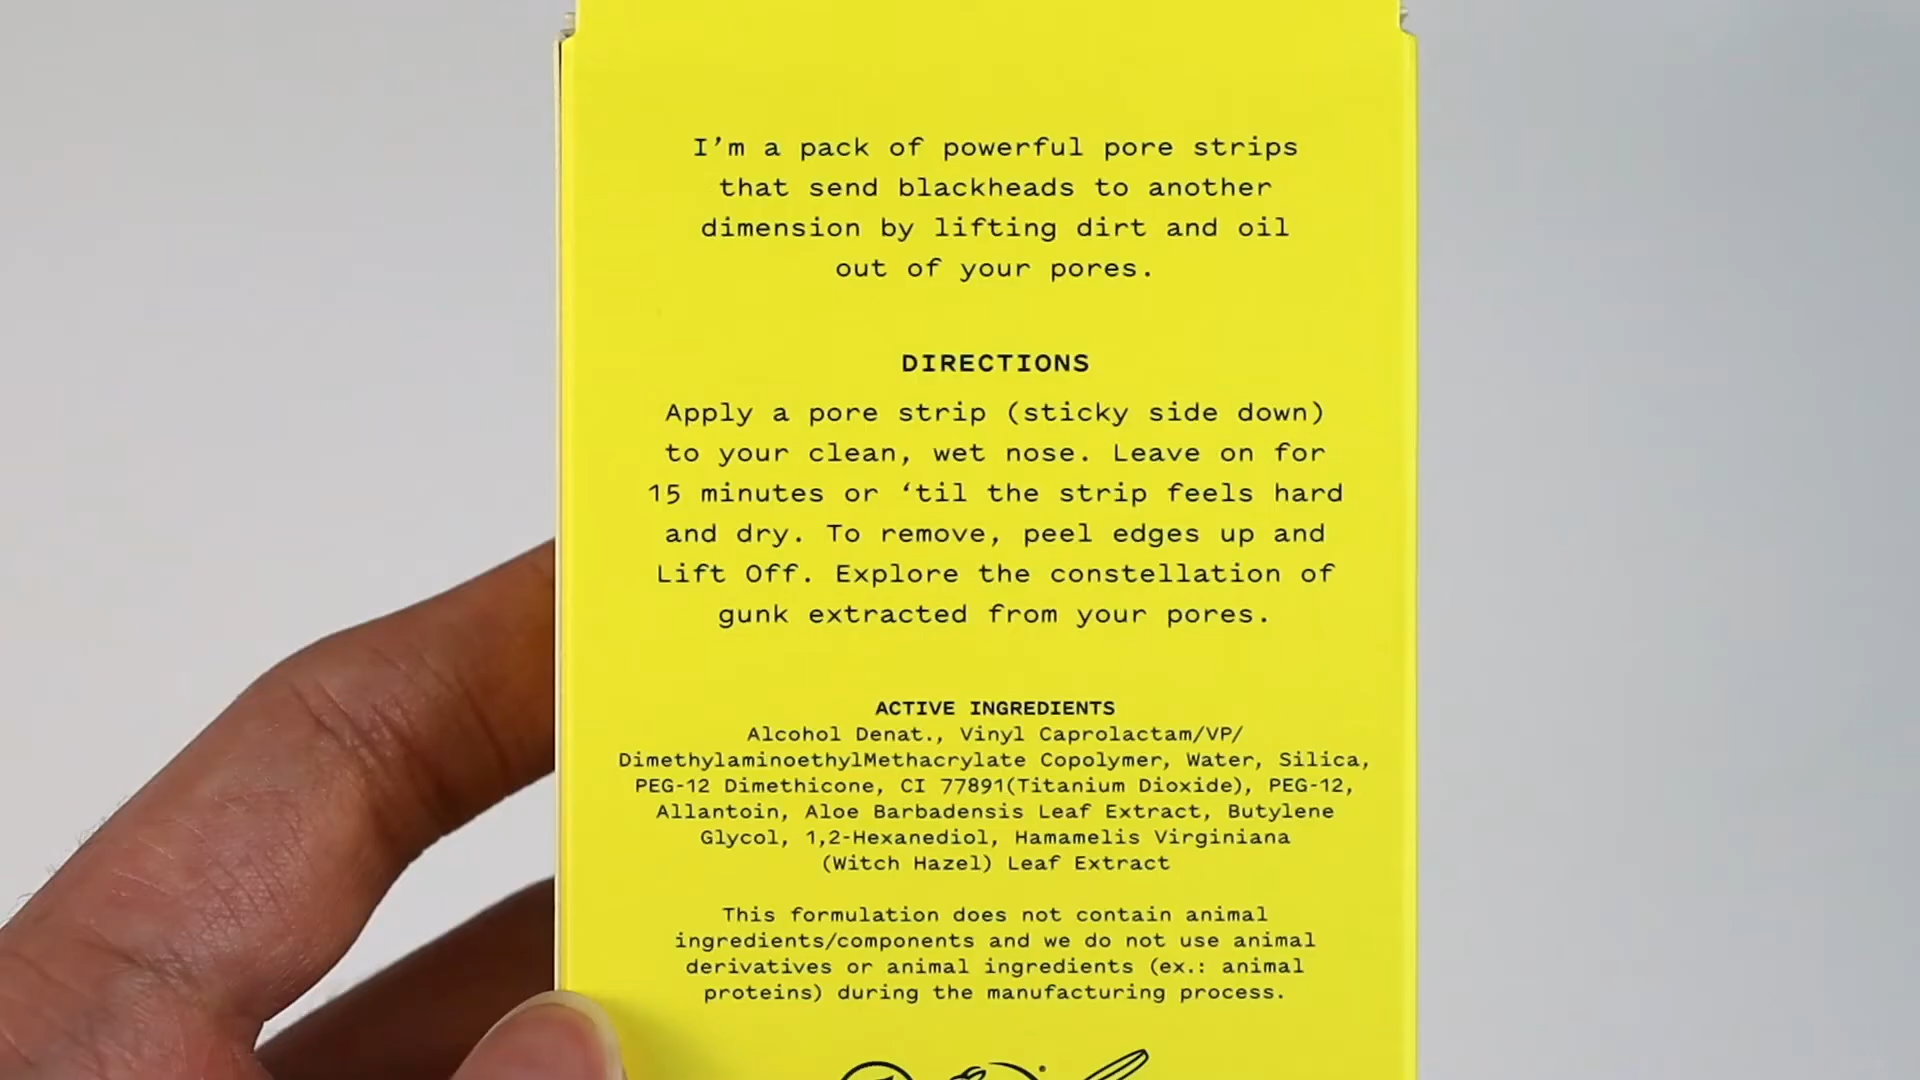 I’m a pack of powerful pore strips
that send blackheads to another
dimension by lifting dirt and oil
out of your pores.
DIRECTIONS
Apply a pore strip (sticky side down)
to your clean, wet nose. Leave on for
15 minutes or ‘til the strip feels hard
and dry. To remove, peel edges up and
Lift Off. Explore the constellation of
gunk extracted from your pores.
ACTIVE INGREDIENTS
Alcohol Denat., Vinyl Caprolactam/VP/
DimethylaminoethylMethacrylate Copolymer, Water, Silica,
PEG-12 Dimethicone, CI 77891(Titanium Dioxide), PEG-12,
Allantoin, Aloe Barbadensis Leaf Extract, Butylene
Glycol, 1,2-Hexanediol, Hamamelis Virginiana
(Witch Hazel) Leaf Extract
This formulation does not contain animal
ingredients/components and we do not use animal
derivatives or animal ingredients (ex.: animal
proteins) during the manufacturing process.